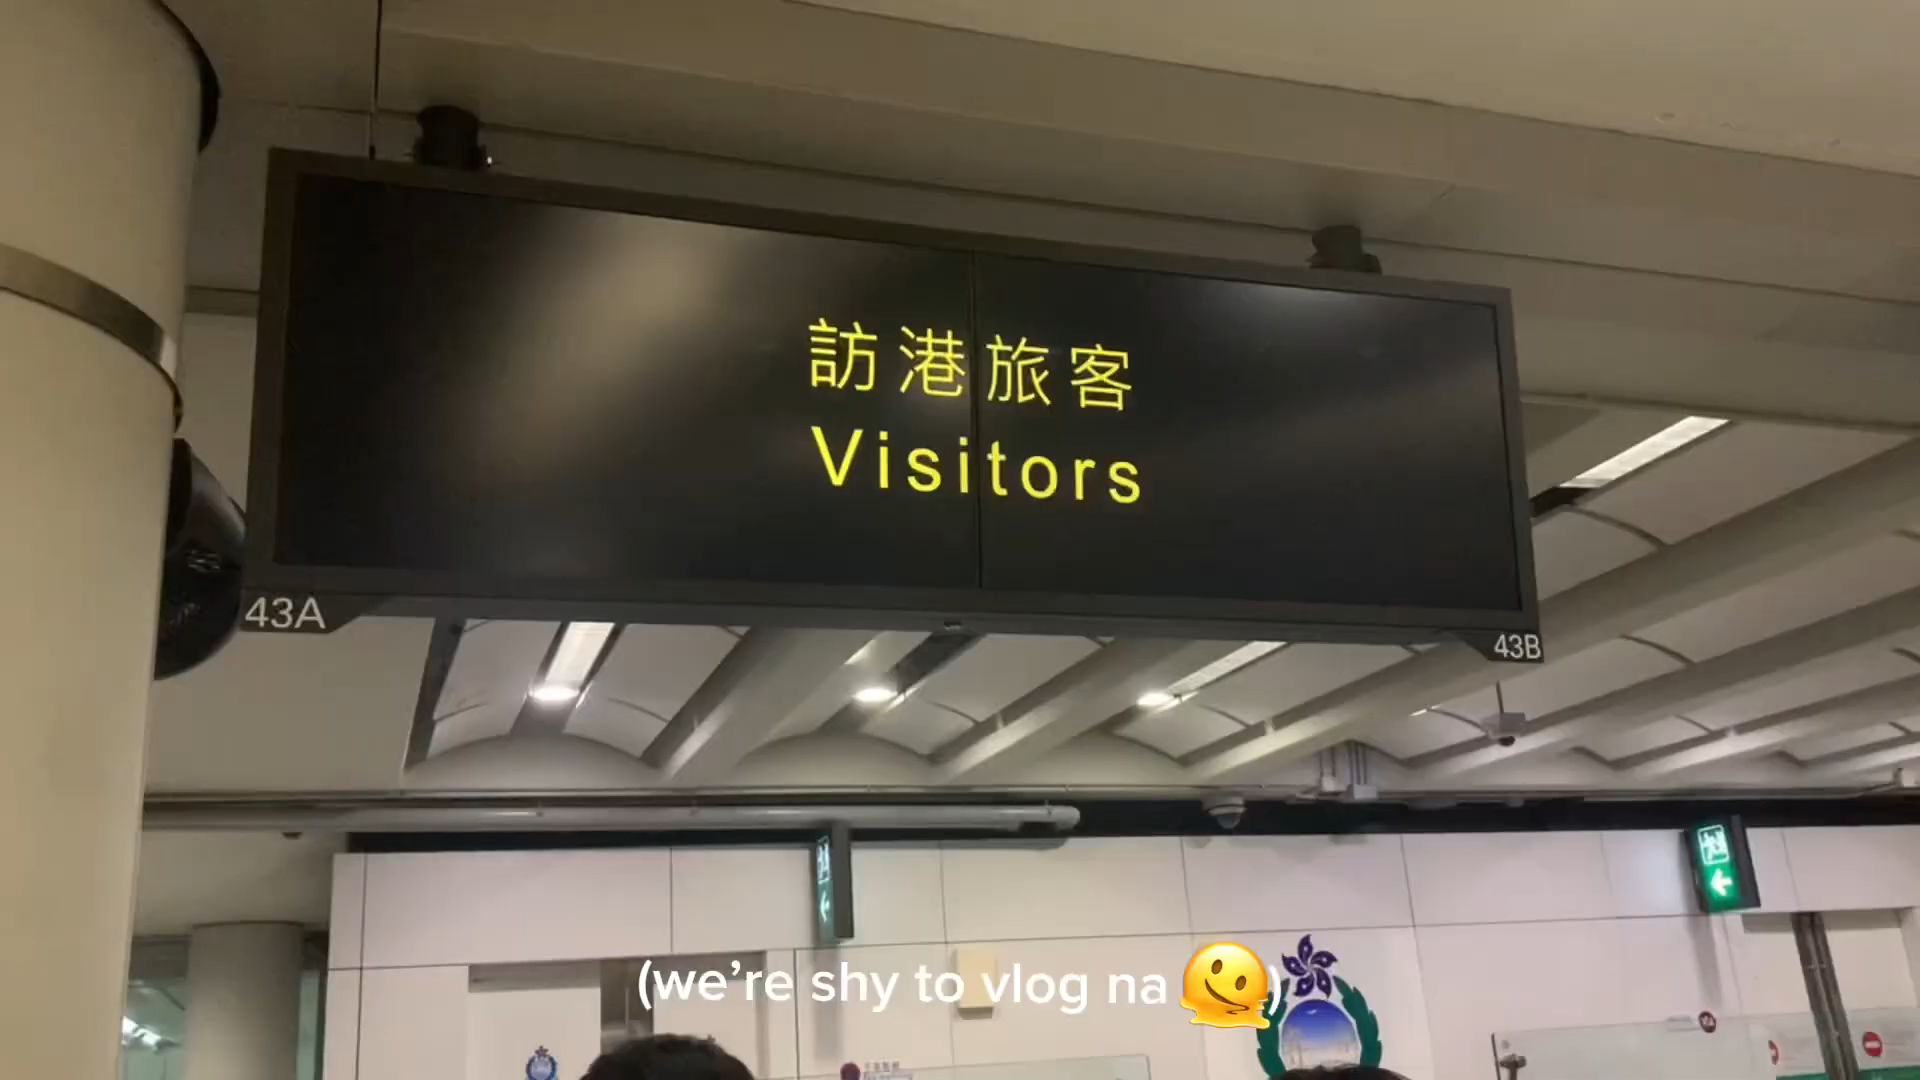 訪港旅客
Visitors
43A
43B
(we’re shy to vlog na 🫠)